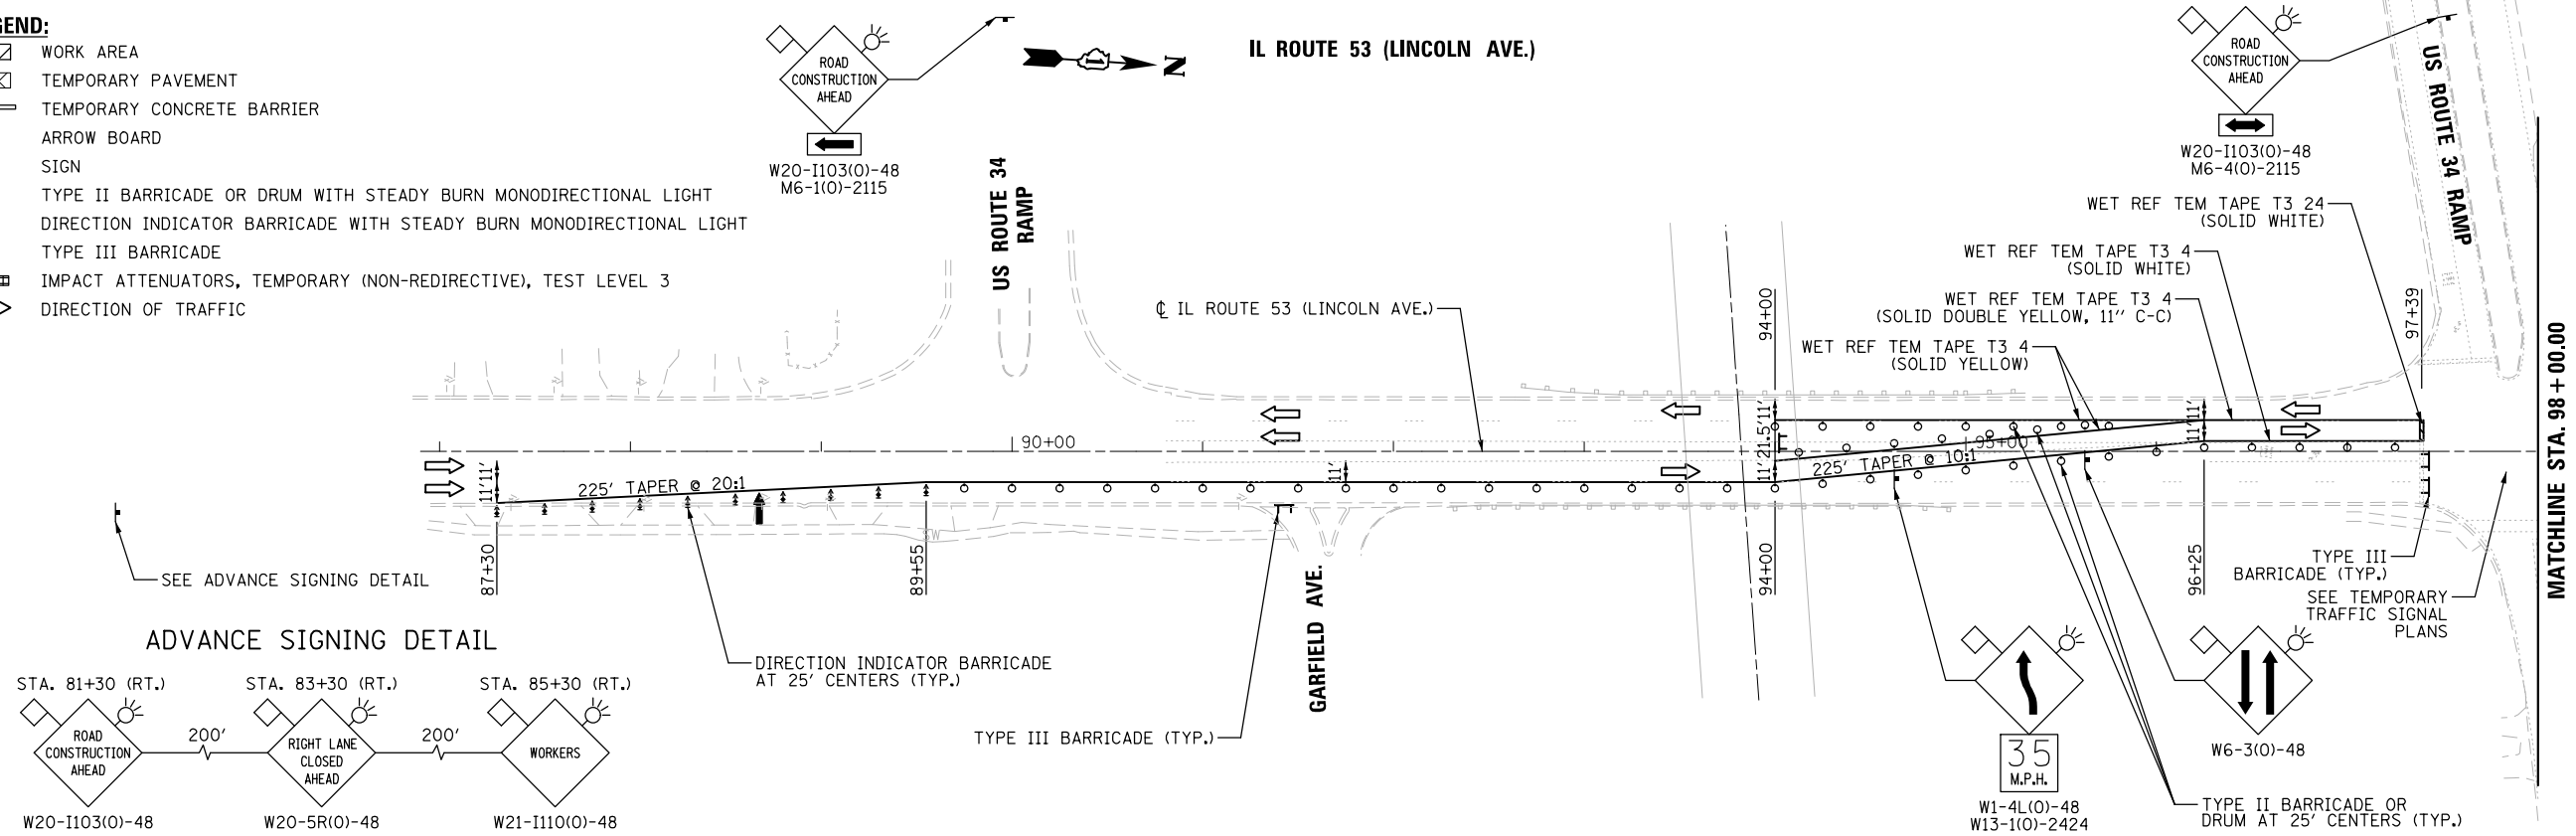 GEND:
WORK AREA
TEMPORARY PAVEMENT
TEMPORARY CONCRETE BARRIER
ARROW BOARD
SIGN
TYPE II BARRICADE OR DRUM WITH STEADY BURN MONODIRECTIONAL LIGHT
DIRECTION INDICATOR BARRICADE WITH STEADY BURN MONODIRECTIONAL LIGHT
TYPE III BARRICADE
IMPACT ATTENUATORS, TEMPORARY (NON-REDIRECTIVE), TEST LEVEL 3
DIRECTION OF TRAFFIC
ROAD
CONSTRUCTION
AHEAD
W20-I103(O)-48
M6-1(O)-2115
N
IL ROUTE 53 (LINCOLN AVE.)
ROAD
CONSTRUCTION
AHEAD
W20-I103(O)-48
M6-4(O)-2115
US ROUTE 34 RAMP
US ROUTE 34
RAMP
℄ IL ROUTE 53 (LINCOLN AVE.)
WET REF TEM TAPE T3 24
(SOLID WHITE)
WET REF TEM TAPE T3 4
(SOLID WHITE)
WET REF TEM TAPE T3 4
(SOLID DOUBLE YELLOW, 11" C-C)
WET REF TEM TAPE T3 4
(SOLID YELLOW)
94+00
97+39
MATCHLINE STA. 98+00.00
90+00
95+00
11'
21.5'
11'
11'
11'
11'
11'
11'
11'
225' TAPER @ 20:1
225' TAPER @ 10:1
87+30
89+55
94+00
96+25
SW
SEE ADVANCE SIGNING DETAIL
GARFIELD AVE.
DIRECTION INDICATOR BARRICADE
AT 25' CENTERS (TYP.)
TYPE III BARRICADE (TYP.)
TYPE III
BARRICADE (TYP.)
SEE TEMPORARY
TRAFFIC SIGNAL
PLANS
ADVANCE SIGNING DETAIL
STA. 81+30 (RT.)
STA. 83+30 (RT.)
STA. 85+30 (RT.)
ROAD
CONSTRUCTION
AHEAD
200'
RIGHT LANE
CLOSED
AHEAD
200'
WORKERS
W20-I103(O)-48
W20-5R(O)-48
W21-I110(O)-48
35
M.P.H.
W1-4L(O)-48
W13-1(O)-2424
W6-3(O)-48
TYPE II BARRICADE OR
DRUM AT 25' CENTERS (TYP.)